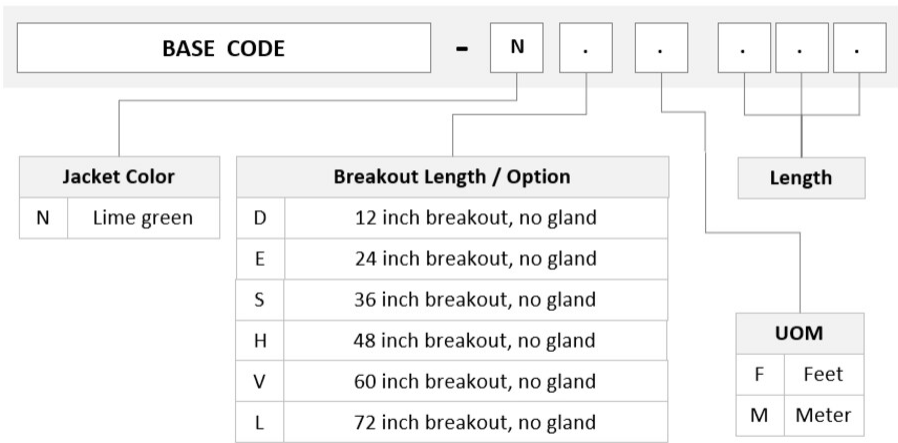 BASE CODE - N . . . . .
Jacket Color
N Lime green
Breakout Length / Option
D 12 inch breakout, no gland
E 24 inch breakout, no gland
S 36 inch breakout, no gland
H 48 inch breakout, no gland
V 60 inch breakout, no gland
L 72 inch breakout, no gland
Length
UOM
F Feet
M Meter